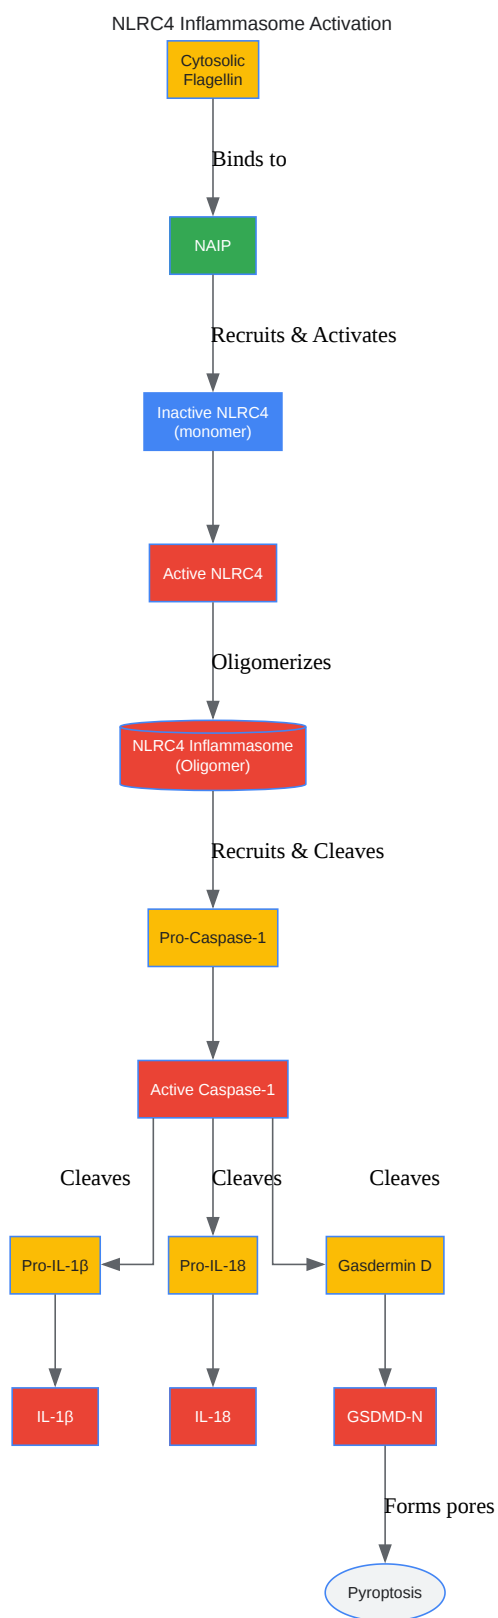 NLRC4 Inflammasome Activation
Cytosolic
Flagellin
Binds to
NAIP
Recruits & Activates
Inactive NLRC4
(monomer)
Active NLRC4
Oligomerizes
NLRC4 Inflammasome
(Oligomer)
Recruits & Cleaves
Pro-Caspase-1
Active Caspase-1
Cleaves
Cleaves
Cleaves
Pro-IL-1β
Pro-IL-18
Gasdermin D
IL-1β
IL-18
GSDMD-N
Forms pores
Pyroptosis